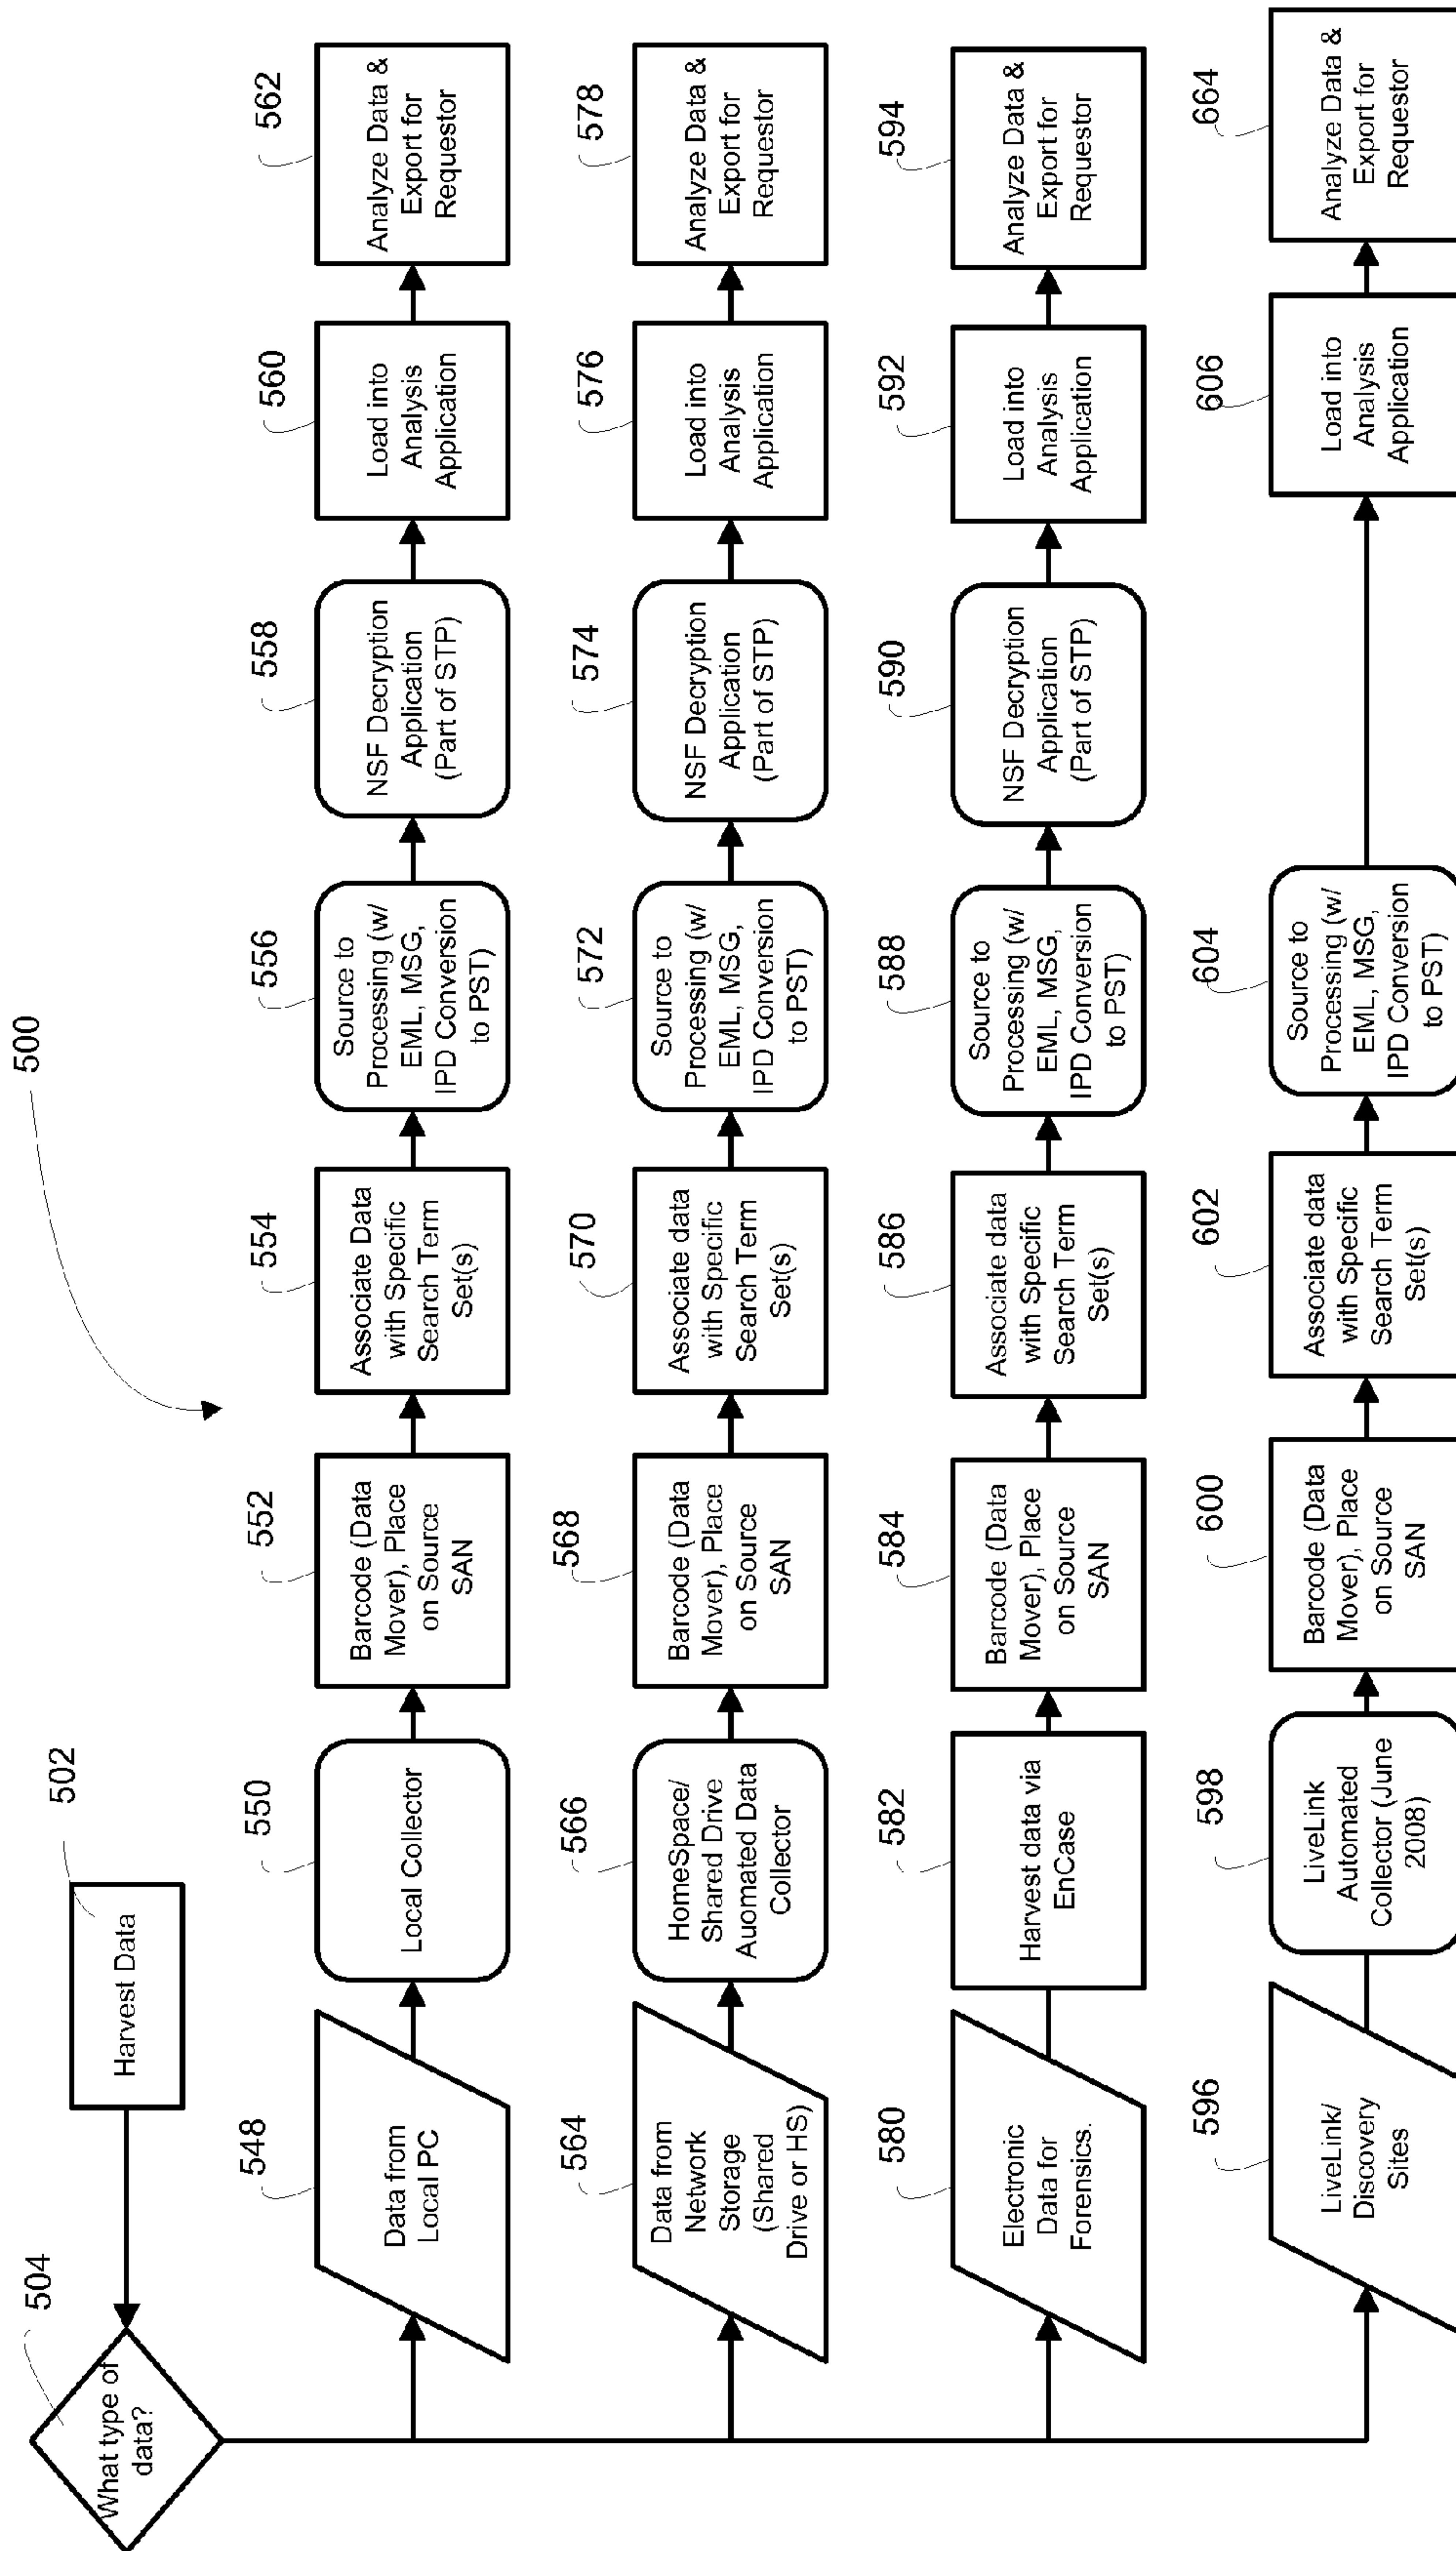 500
502
Harvest Data
504
What type of
data?
548
Data from
Local PC
550
Local Collector
552
Barcode (Data
Mover), Place
on Source
SAN
554
Associate Data
with Specific
Search Term
Set(s)
556
Source to
Processing (w/
EML, MSG,
IPD Conversion
to PST)
558
NSF Decryption
Application
(Part of STP)
560
Load into
Analysis
Application
562
Analyze Data &
Export for
Requestor
564
Data from
Network
Storage
(Shared
Drive or HS)
566
HomeSpace/
Shared Drive
Auomated Data
Collector
568
Barcode (Data
Mover), Place
on Source
SAN
570
Associate data
with Specific
Search Term
Set(s)
572
Source to
Processing (w/
EML, MSG,
IPD Conversion
to PST)
574
NSF Decryption
Application
(Part of STP)
576
Load into
Analysis
Application
578
Analyze Data &
Export for
Requestor
580
Electronic
Data for
Forensics.
582
Harvest data via
EnCase
584
Barcode (Data
Mover), Place
on Source
SAN
586
Associate data
with Specific
Search Term
Set(s)
588
Source to
Processing (w/
EML, MSG,
IPD Conversion
to PST)
590
NSF Decryption
Application
(Part of STP)
592
Load into
Analysis
Application
594
Analyze Data &
Export for
Requestor
596
LiveLink/
Discovery
Sites
598
LiveLink
Automated
Collector (June
2008)
600
Barcode (Data
Mover), Place
on Source
SAN
602
Associate data
with Specific
Search Term
Set(s)
604
Source to
Processing (w/
EML, MSG,
IPD Conversion
to PST)
606
Load into
Analysis
Application
664
Analyze Data &
Export for
Requestor